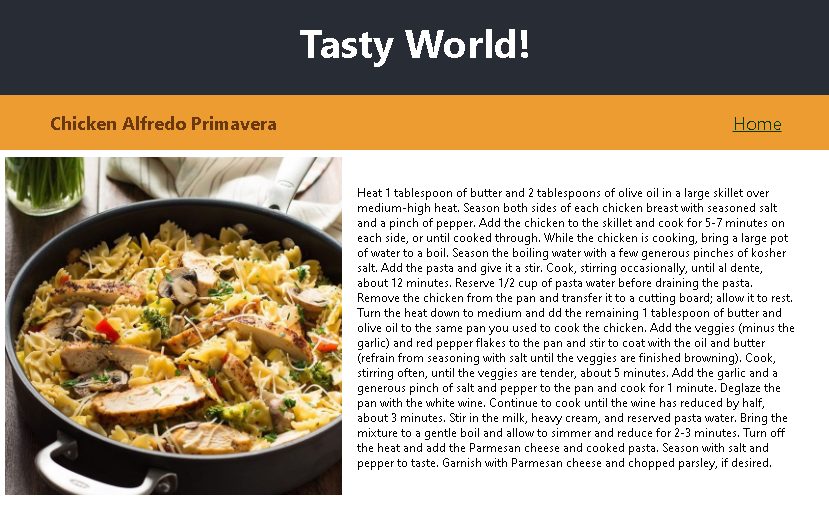 Tasty World!
Chicken Alfredo Primavera
Home
Heat 1 tablespoon of butter and 2 tablespoons of olive oil in a large skillet over
medium-high heat. Season both sides of each chicken breast with seasoned salt
and a pinch of pepper. Add the chicken to the skillet and cook for 5-7 minutes on
each side, or until cooked through. While the chicken is cooking, bring a large pot
of water to a boil. Season the boiling water with a few generous pinches of kosher
salt. Add the pasta and give it a stir. Cook, stirring occasionally, until al dente,
about 12 minutes. Reserve 1/2 cup of pasta water before draining the pasta.
Remove the chicken from the pan and transfer it to a cutting board; allow it to rest.
Turn the heat down to medium and dd the remaining 1 tablespoon of butter and
olive oil to the same pan you used to cook the chicken. Add the veggies (minus the
garlic) and red pepper flakes to the pan and stir to coat with the oil and butter
(refrain from seasoning with salt until the veggies are finished browning). Cook,
stirring often, until the veggies are tender, about 5 minutes. Add the garlic and a
generous pinch of salt and pepper to the pan and cook for 1 minute. Deglaze the
pan with the white wine. Continue to cook until the wine has reduced by half,
about 3 minutes. Stir in the milk, heavy cream, and reserved pasta water. Bring the
mixture to a gentle boil and allow to simmer and reduce for 2-3 minutes. Turn off
the heat and add the Parmesan cheese and cooked pasta. Season with salt and
pepper to taste. Garnish with Parmesan cheese and chopped parsley, if desired.